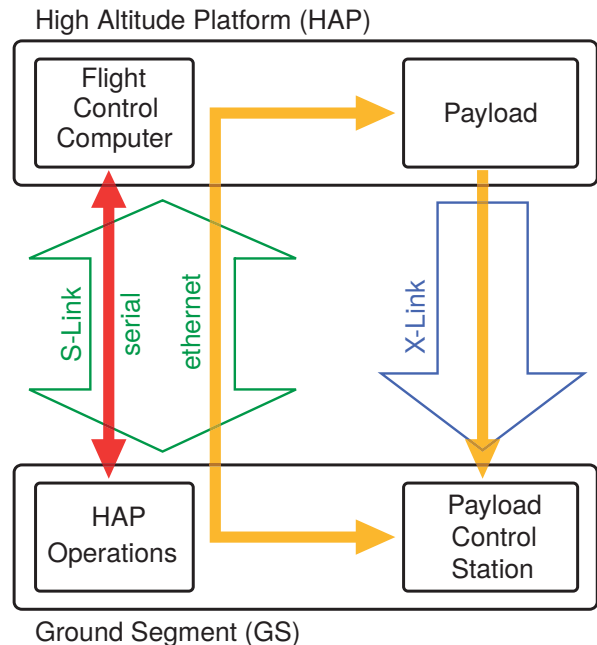 High Altitude Platform (HAP)
Flight
Control
Computer
Payload
S-Link
serial
ethernet
X-Link
HAP
Operations
Payload
Control
Station
Ground Segment (GS)